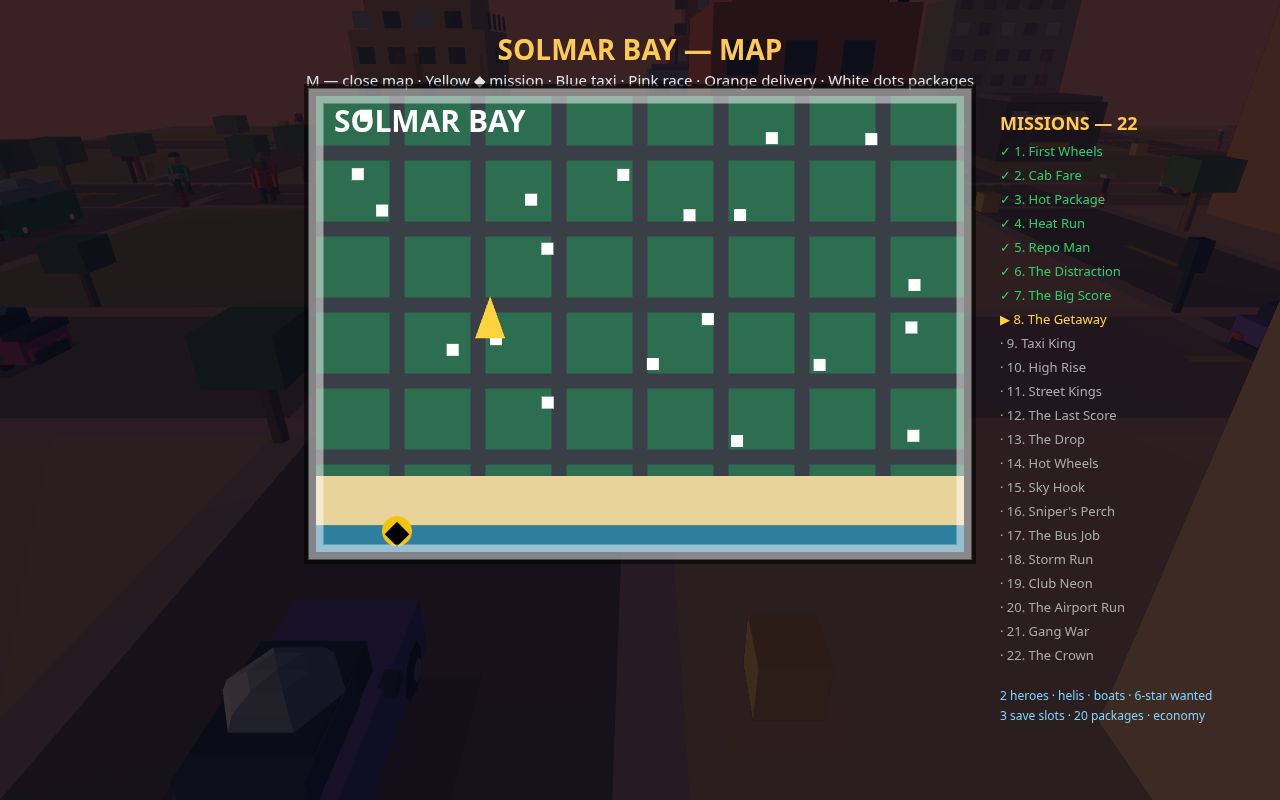 SOLMAR BAY — MAP
M — close map · Yellow ◆ mission · Blue taxi · Pink race · Orange delivery · White dots packages
SOLMAR BAY
MISSIONS — 22
✓ 1. First Wheels
✓ 2. Cab Fare
✓ 3. Hot Package
✓ 4. Heat Run
✓ 5. Repo Man
✓ 6. The Distraction
✓ 7. The Big Score
▶ 8. The Getaway
· 9. Taxi King
· 10. High Rise
· 11. Street Kings
· 12. The Last Score
· 13. The Drop
· 14. Hot Wheels
· 15. Sky Hook
· 16. Sniper's Perch
· 17. The Bus Job
· 18. Storm Run
· 19. Club Neon
· 20. The Airport Run
· 21. Gang War
· 22. The Crown
2 heroes · helis · boats · 6-star wanted
3 save slots · 20 packages · economy